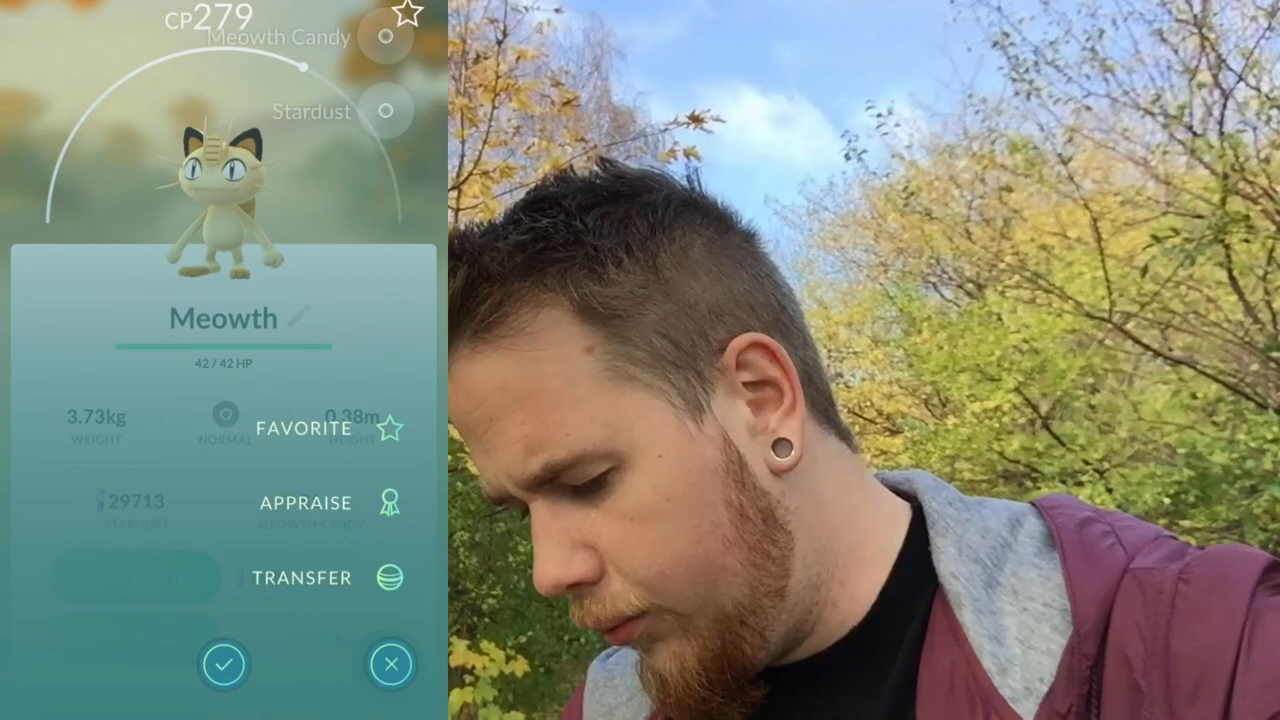 CP279
Meowth Candy
Stardust
Meowth
42 / 42 HP
3.73kg
0.38m
WEIGHT
NORMAL
HEIGHT
FAVORITE
29713
APPRAISE
STARDUST
MEOWTH CANDY
TRANSFER